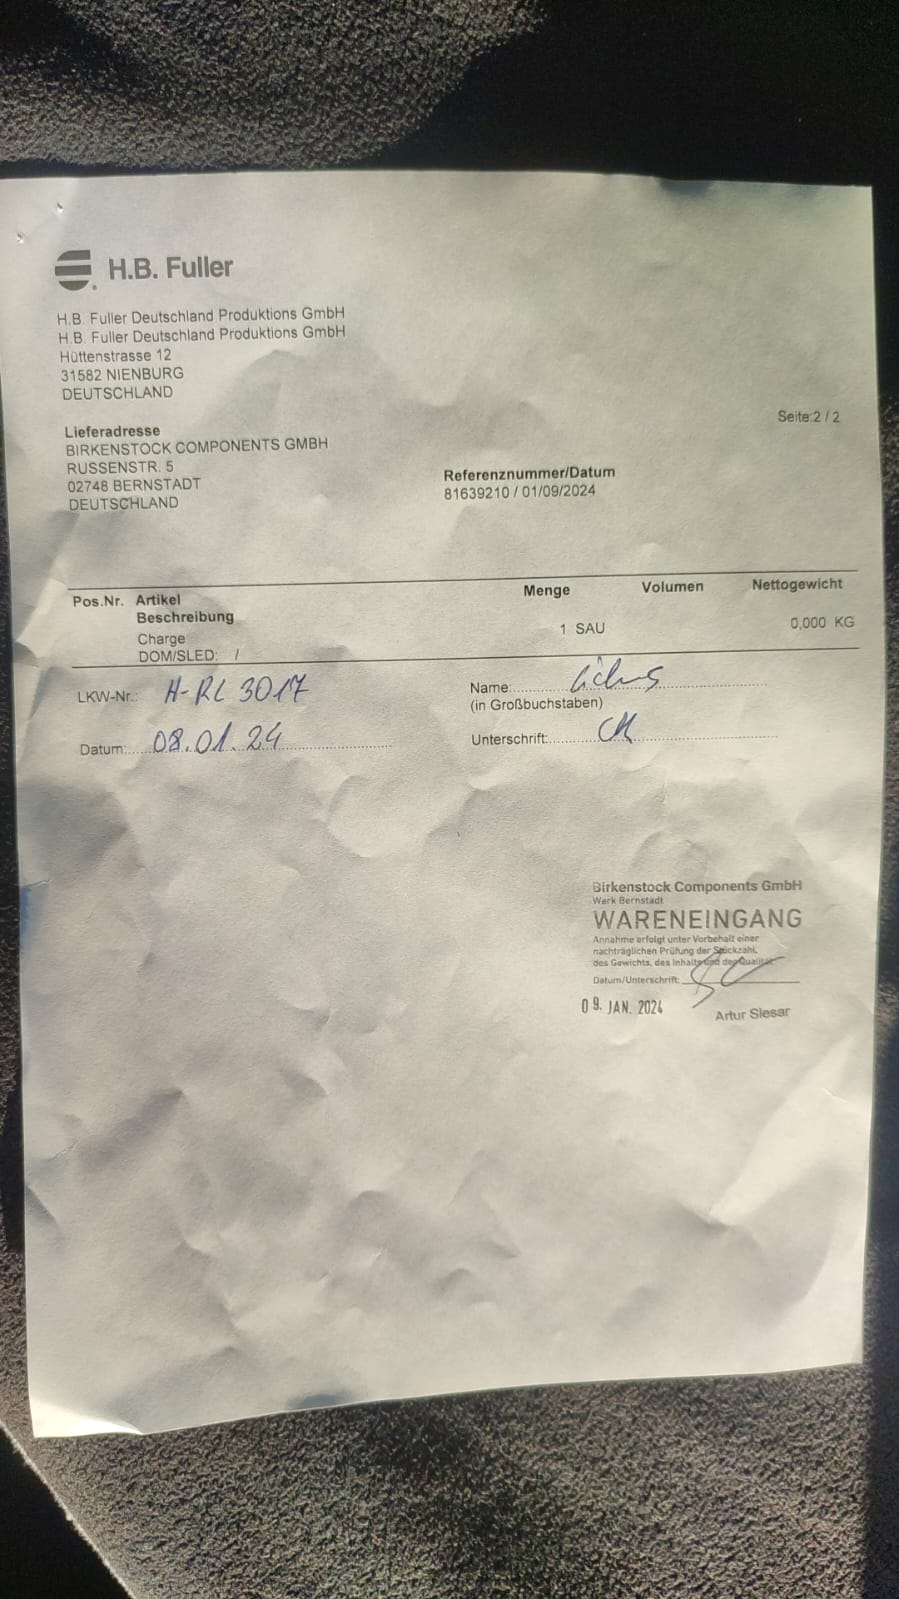 H.B. Fuller
H.B. Fuller Deutschland Produktions GmbH
H.B. Fuller Deutschland Produktions GmbH
Hüttenstrasse 12
31582 NIENBURG
DEUTSCHLAND
Seite:2 / 2
Lieferadresse
BIRKENSTOCK COMPONENTS GMBH
RUSSENSTR. 5
02748 BERNSTADT
DEUTSCHLAND
Referenznummer/Datum
81639210 / 01/09/2024
Pos.Nr. Artikel Menge Volumen Nettogewicht
Beschreibung
Charge 1 SAU 0,000 KG
DOM/SLED: /
LKW-Nr.: H-RL 3017
Name:
(in Großbuchstaben)
Datum: 08.01.24
Unterschrift:
Birkenstock Components GmbH
Werk Bernstadt
WARENEINGANG
Annahme erfolgt unter Vorbehalt einer
nachträglichen Prüfung der Stückzahl,
des Gewichts, des Inhalts und der Qualität.
Datum/Unterschrift:
09. JAN. 2024
Artur Slesar